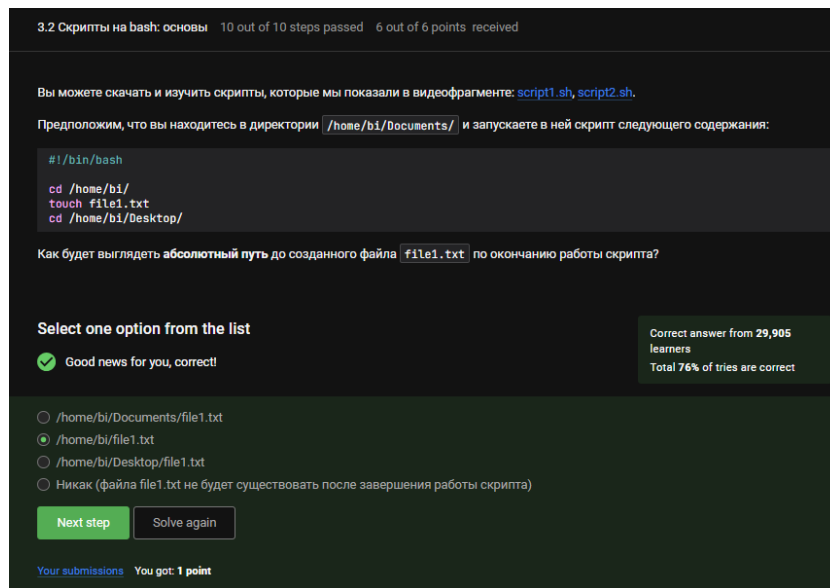 3.2 Скрипты на bash: основы 10 out of 10 steps passed 6 out of 6 points received
Вы можете скачать и изучить скрипты, которые мы показали в видеофрагменте: script1.sh, script2.sh.
Предположим, что вы находитесь в директории /home/bi/Documents/ и запускаете в ней скрипт следующего содержания:
#!/bin/bash
cd /home/bi/
touch file1.txt
cd /home/bi/Desktop/
Как будет выглядеть абсолютный путь до созданного файла file1.txt по окончанию работы скрипта?
Select one option from the list
Good news for you, correct!
Correct answer from 29,905
learners
Total 76% of tries are correct
/home/bi/Documents/file1.txt
/home/bi/file1.txt
/home/bi/Desktop/file1.txt
Никак (файла file1.txt не будет существовать после завершения работы скрипта)
Next step Solve again
Your submissions You got: 1 point